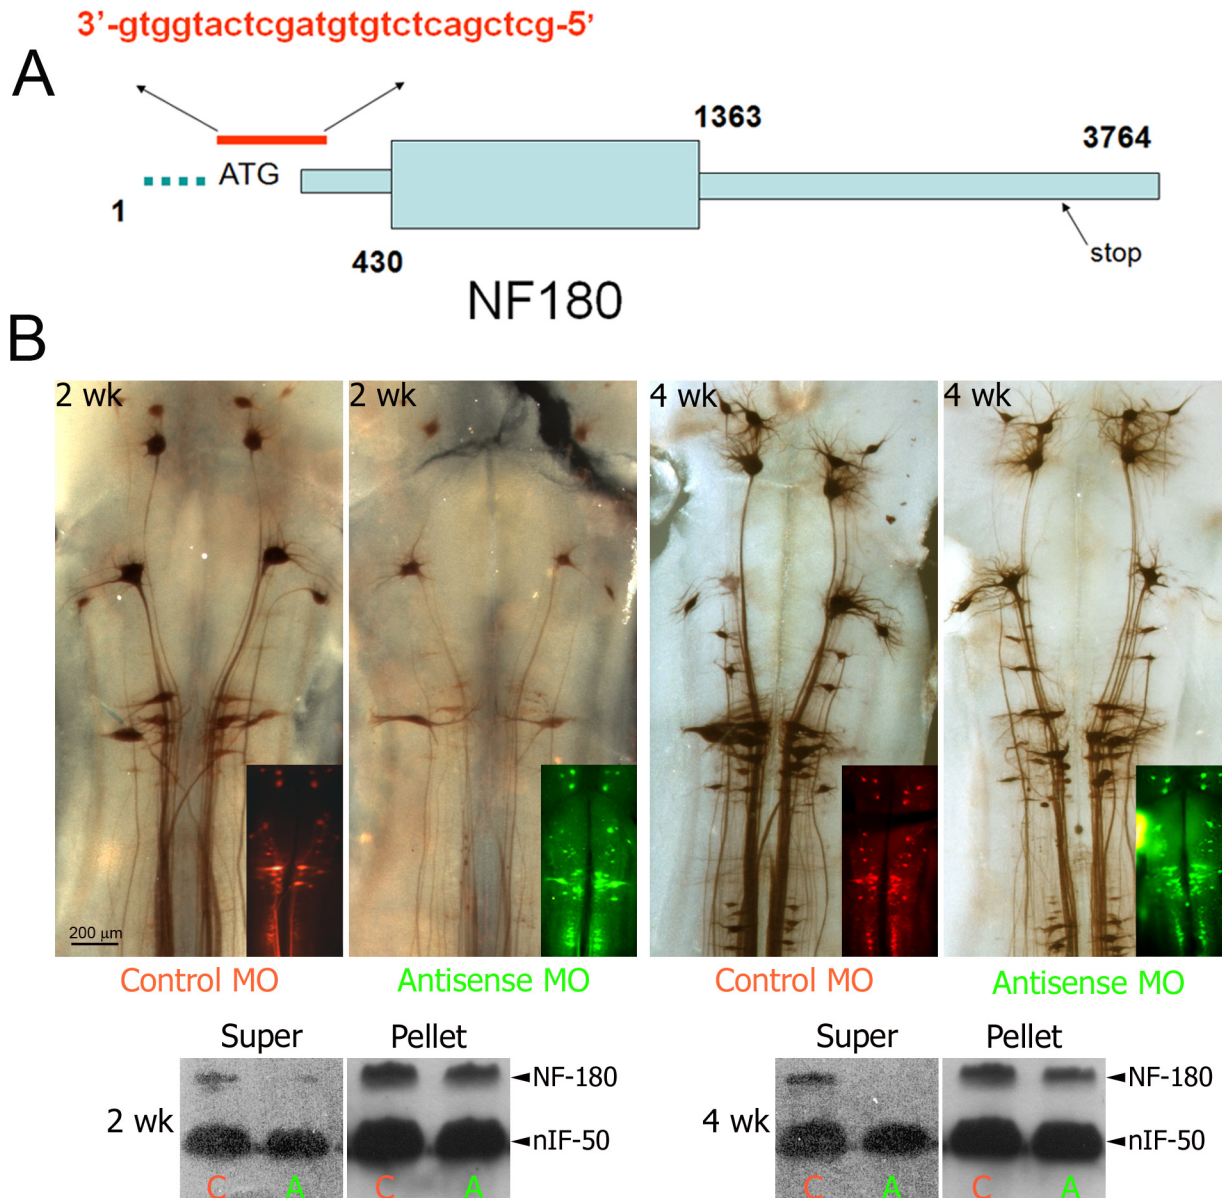 3’-gtggtactcgatgtgtctcagctcg-5’
A
1363
3764
ATG
1
430
stop
NF180
B
2 wk 2 wk 4 wk 4 wk
200 µm
Control MO Antisense MO Control MO Antisense MO
Super Pellet Super Pellet
NF-180 NF-180
2 wk nIF-50 4 wk nIF-50
C A C A C A C A